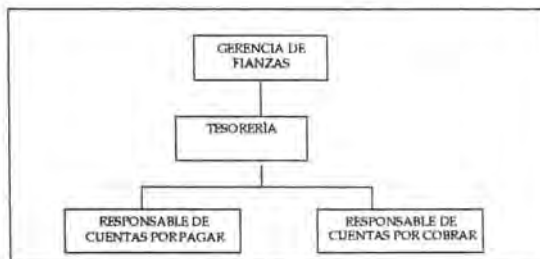 GERENCIA DE
FIANZAS
TESORERÍA
RESPONSABLE DE
CUENTAS POR PAGAR
RESPONSABLE DE
CUENTAS POR COBRAR